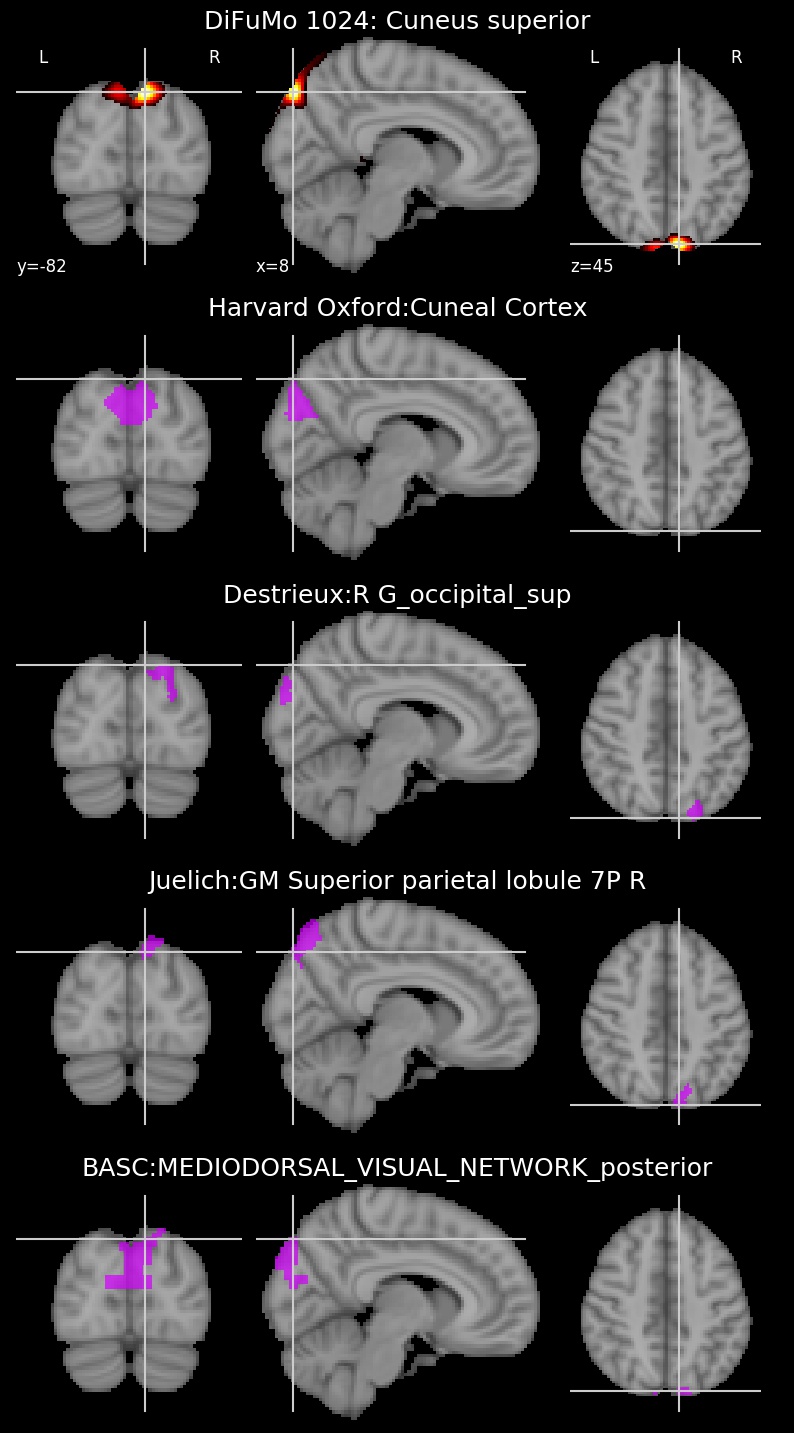 DiFuMo 1024: Cuneus superior
L R L R
y=-82 x=8 z=45
Harvard Oxford:Cuneal Cortex
Destrieux:R G_occipital_sup
Juelich:GM Superior parietal lobule 7P R
BASC:MEDIODORSAL_VISUAL_NETWORK_posterior